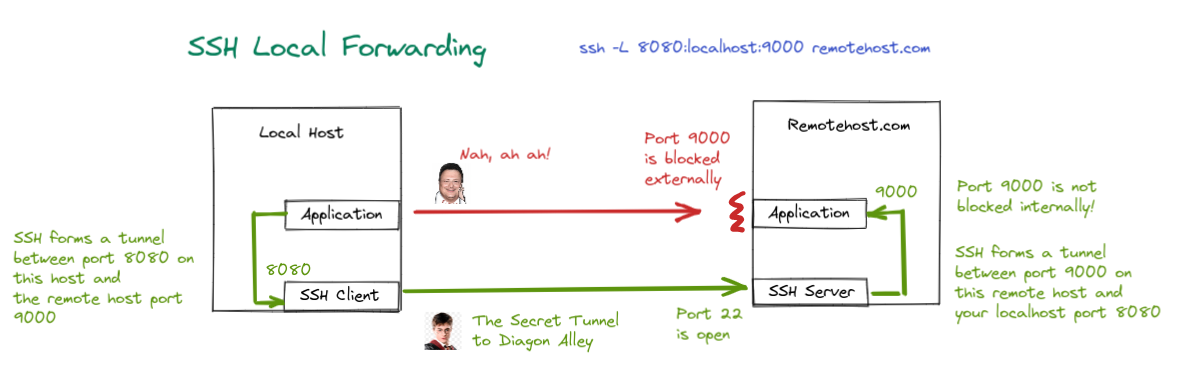 SSH Local Forwarding
ssh -L 8080:localhost:9000 remotehost.com
Local Host
Nah, ah ah!
Port 9000
is blocked
externally
Remotehost.com
Application
Application
9000
Port 9000 is not
blocked internally!
SSH forms a tunnel
between port 8080 on
this host and
the remote host port
9000
8080
SSH Client
SSH Server
SSH forms a tunnel
between port 9000 on
this remote host and
your localhost port 8080
The Secret Tunnel
to Diagon Alley
Port 22
is open